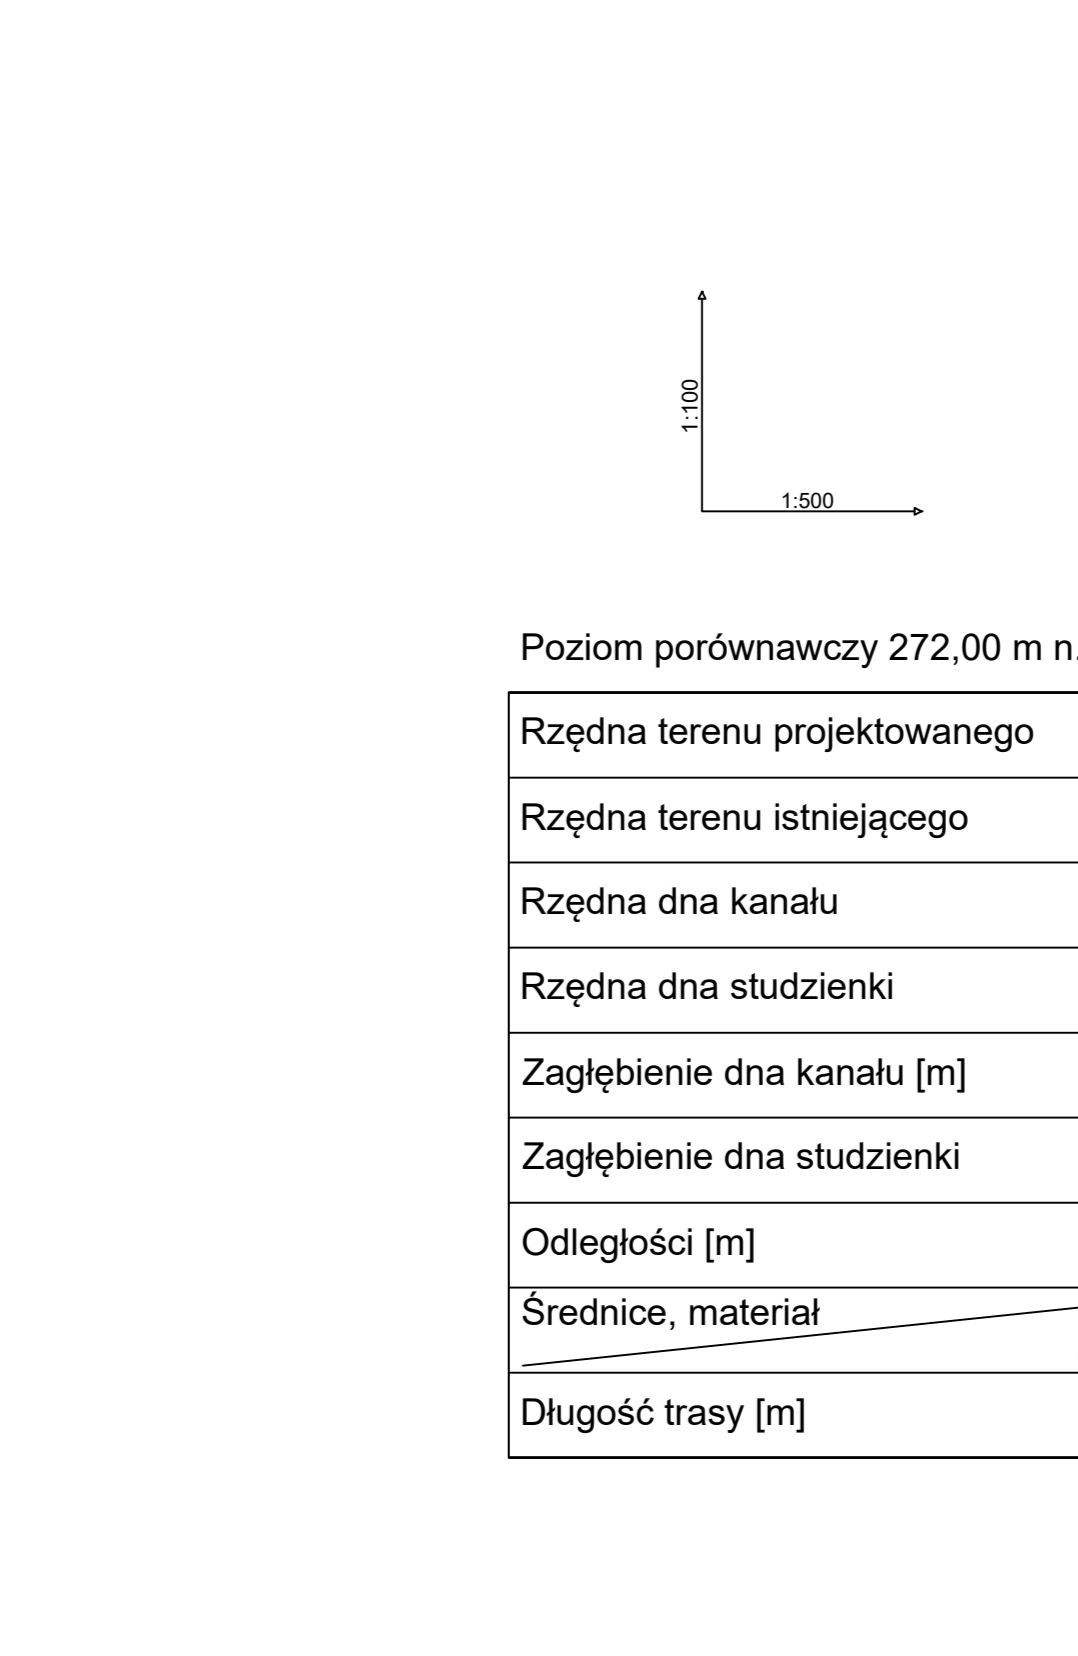 1:100
1:500
Poziom porównawczy 272,00 m n.
Rzędna terenu projektowanego
Rzędna terenu istniejącego
Rzędna dna kanału
Rzędna dna studzienki
Zagłębienie dna kanału [m]
Zagłębienie dna studzienki
Odległości [m]
Średnice, materiał
Długość trasy [m]